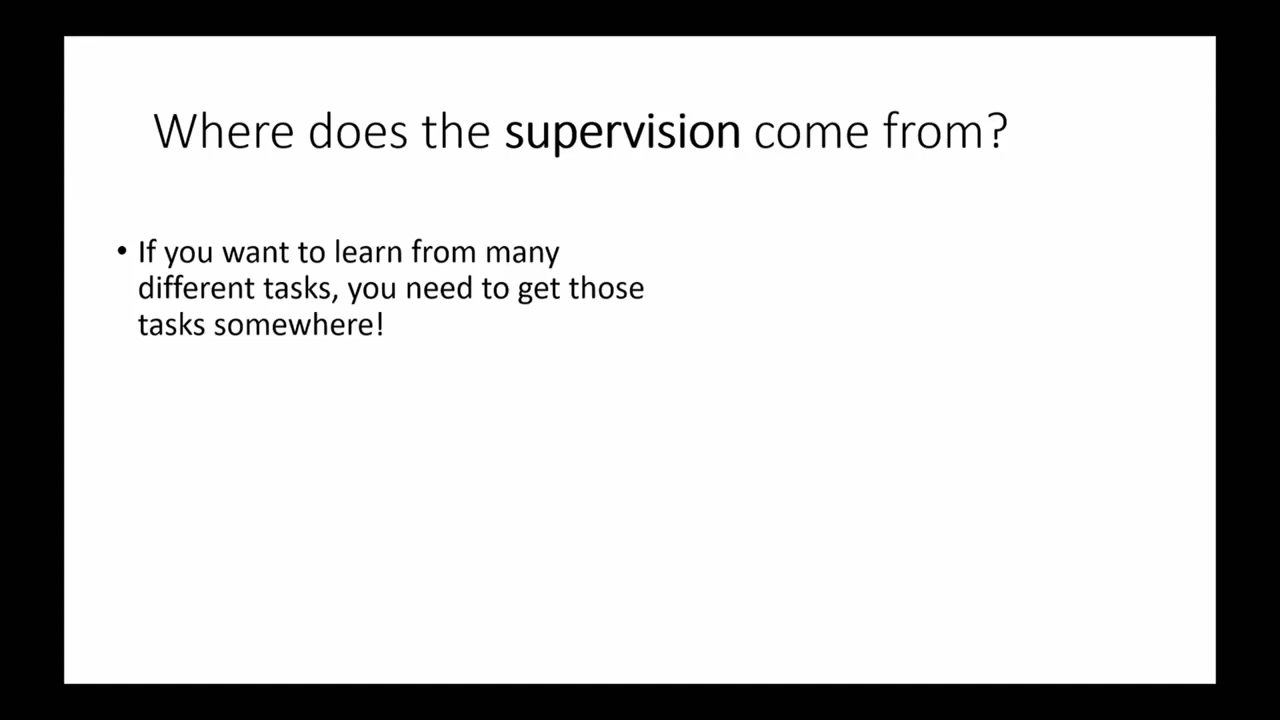 Where does the supervision come from?
• If you want to learn from many
different tasks, you need to get those
tasks somewhere!